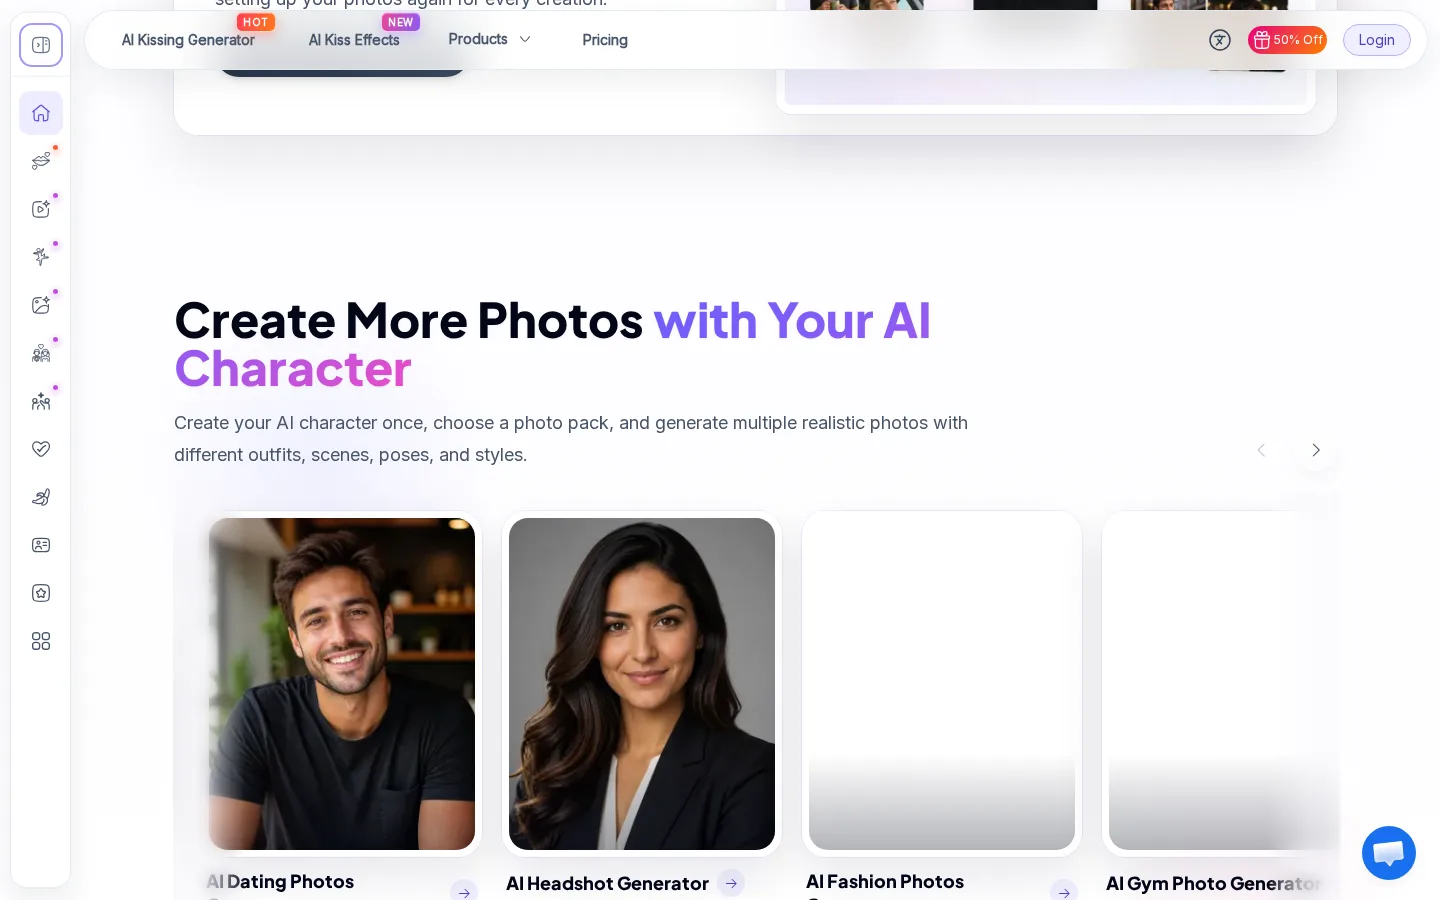 setting up your photos again for every creation.
HOT
NEW
AI Kissing Generator
AI Kiss Effects
Products
Pricing
50% Off
Login
Create More Photos with Your AI
Character
Create your AI character once, choose a photo pack, and generate multiple realistic photos with
different outfits, scenes, poses, and styles.
AI Dating Photos
AI Headshot Generator
AI Fashion Photos
AI Gym Photo Generator